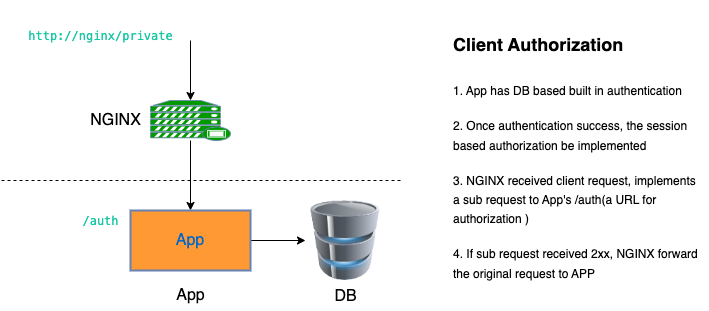 http://nginx/private
NGINX
/auth
App
App
DB
Client Authorization
1. App has DB based built in authentication
2. Once authentication success, the session
based authorization be implemented
3. NGINX received client request, implements
a sub request to App's /auth(a URL for
authorization )
4. If sub request received 2xx, NGINX forward
the original request to APP